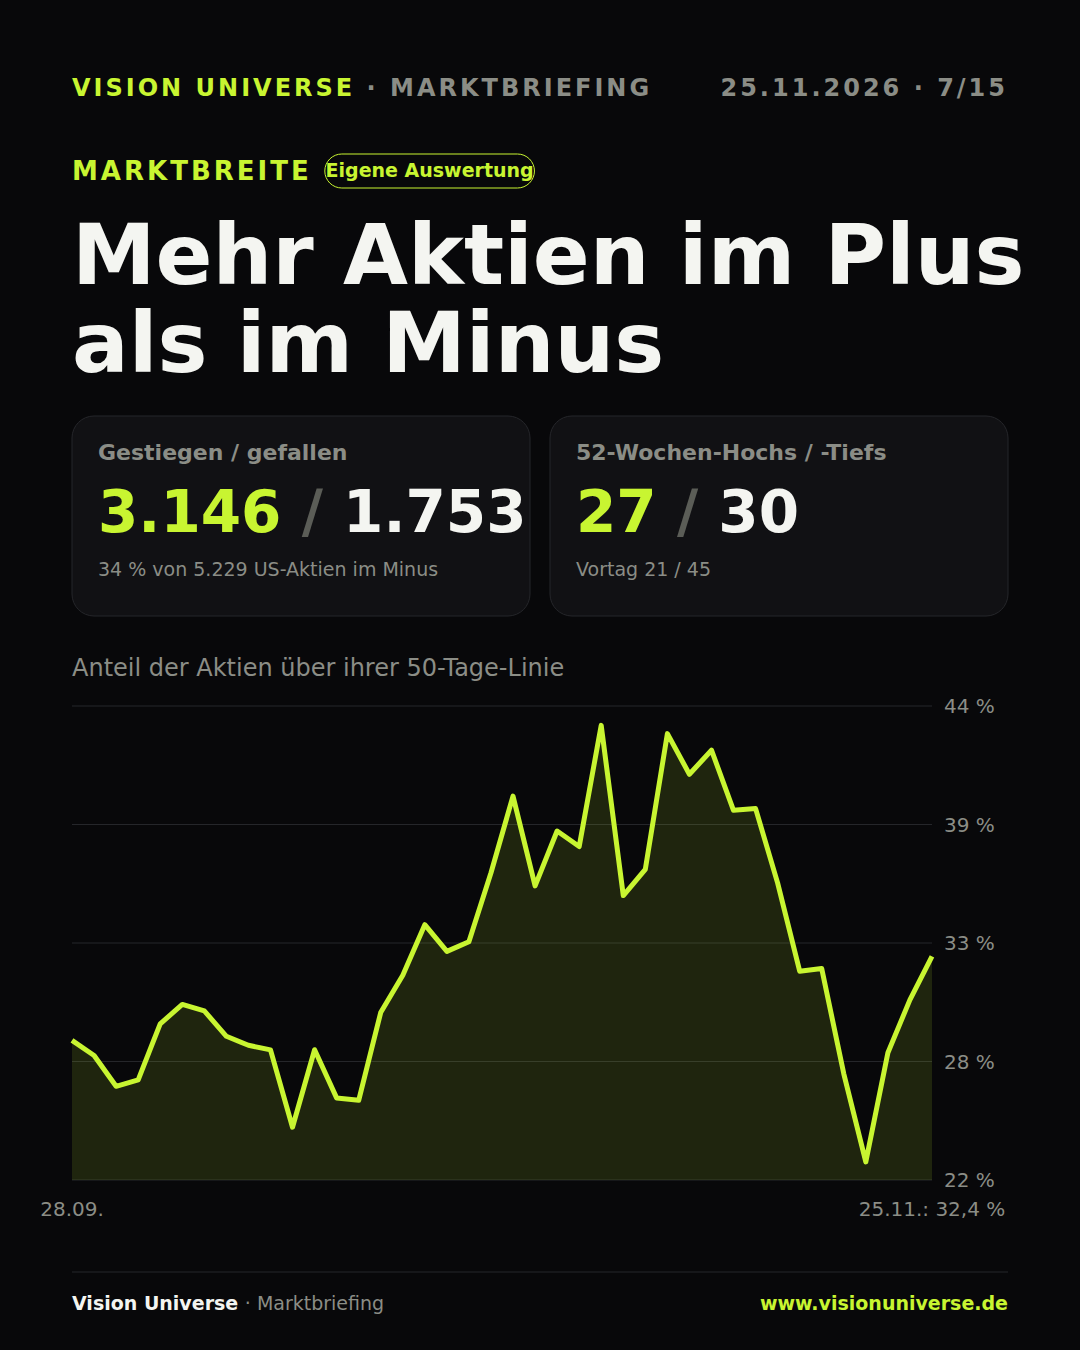 VISION UNIVERSE · MARKTBRIEFING 25.11.2026 · 7/15
MARKTBREITE Eigene Auswertung
Mehr Aktien im Plus
als im Minus
Gestiegen / gefallen
3.146 / 1.753
34 % von 5.229 US-Aktien im Minus
52-Wochen-Hochs / -Tiefs
27 / 30
Vortag 21 / 45
Anteil der Aktien über ihrer 50-Tage-Linie
44 %
39 %
33 %
28 %
22 %
28.09.
25.11.: 32,4 %
Vision Universe · Marktbriefing
www.visionuniverse.de